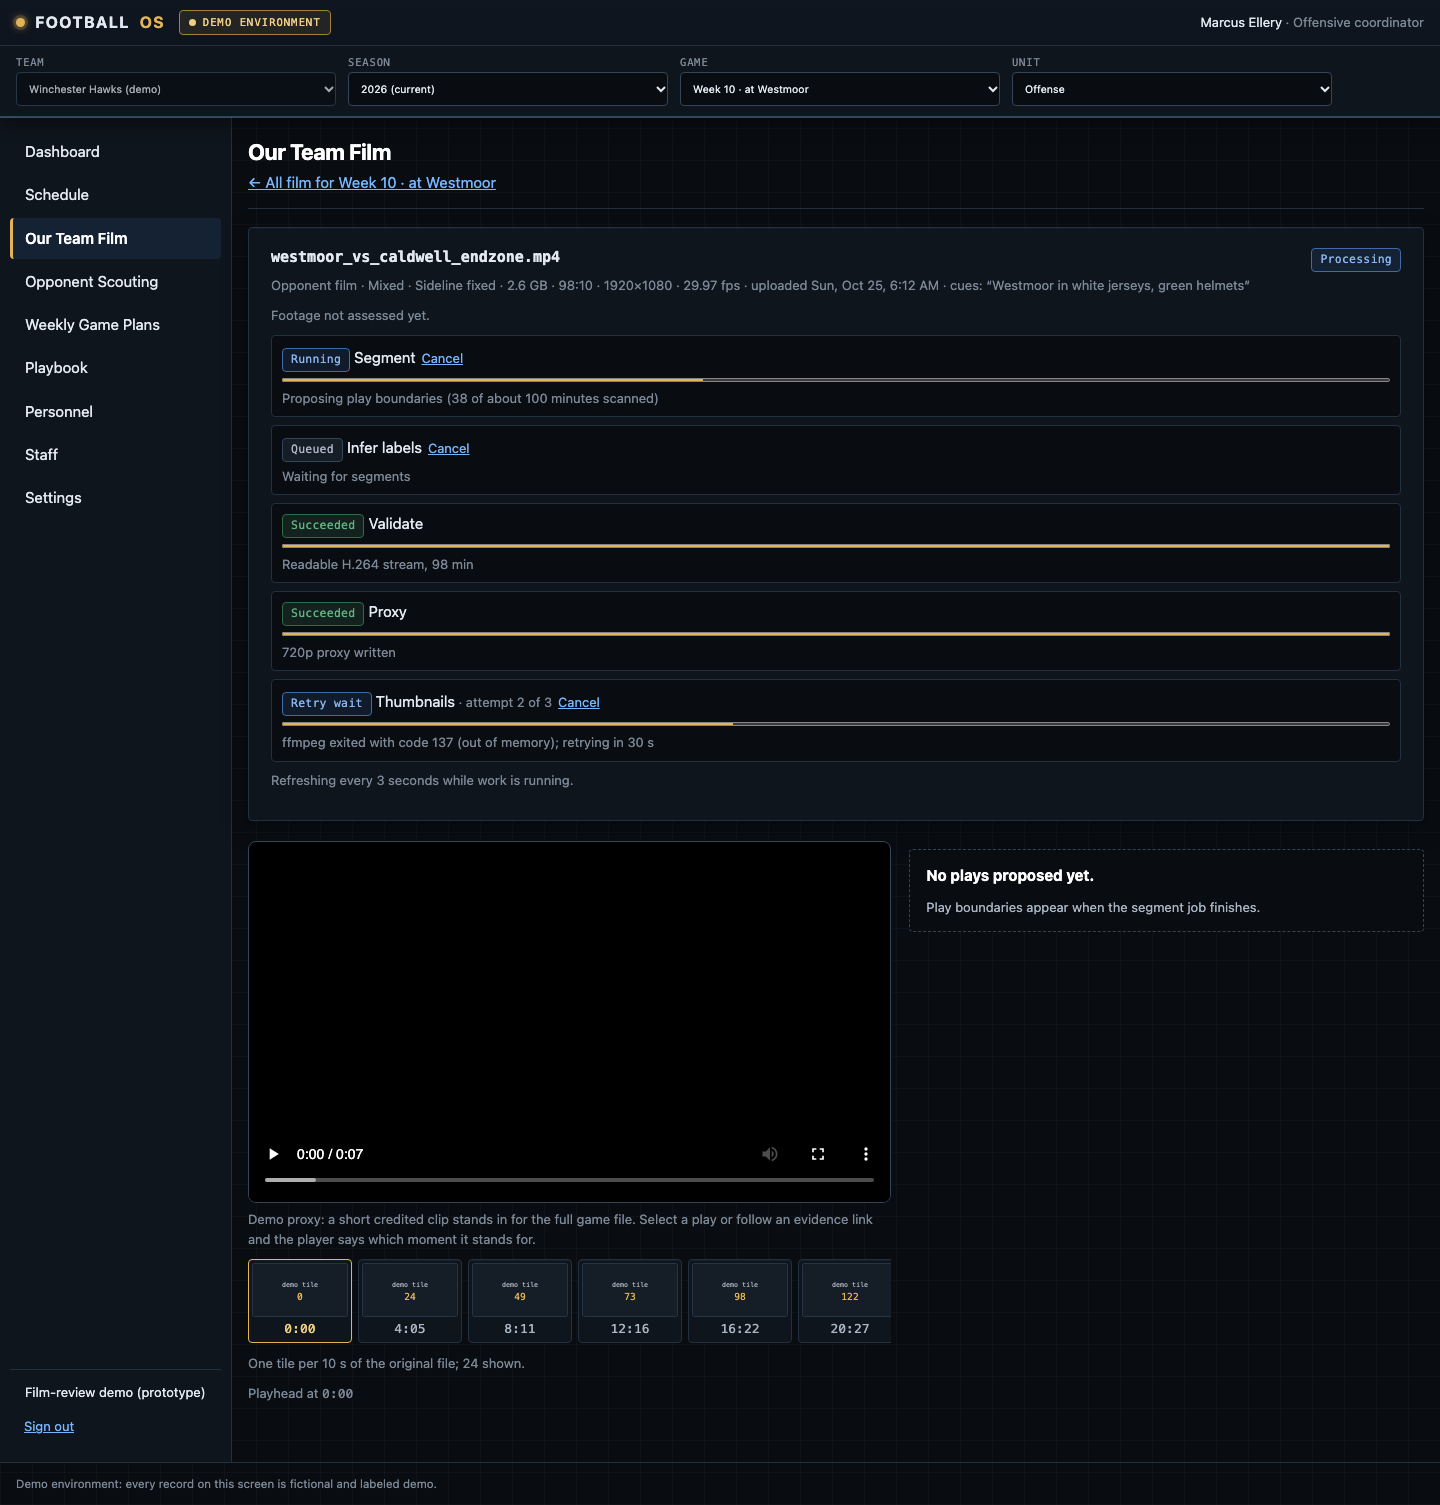 FOOTBALL OS
DEMO ENVIRONMENT
Marcus Ellery · Offensive coordinator
TEAM
Winchester Hawks (demo)
SEASON
2026 (current)
GAME
Week 10 · at Westmoor
UNIT
Offense
Dashboard
Schedule
Our Team Film
Opponent Scouting
Weekly Game Plans
Playbook
Personnel
Staff
Settings
Film-review demo (prototype)
Sign out
Our Team Film
← All film for Week 10 · at Westmoor
westmoor_vs_caldwell_endzone.mp4
Processing
Opponent film · Mixed · Sideline fixed · 2.6 GB · 98:10 · 1920×1080 · 29.97 fps · uploaded Sun, Oct 25, 6:12 AM · cues: “Westmoor in white jerseys, green helmets”
Footage not assessed yet.
Running Segment Cancel
Proposing play boundaries (38 of about 100 minutes scanned)
Queued Infer labels Cancel
Waiting for segments
Succeeded Validate
Readable H.264 stream, 98 min
Succeeded Proxy
720p proxy written
Retry wait Thumbnails · attempt 2 of 3 Cancel
ffmpeg exited with code 137 (out of memory); retrying in 30 s
Refreshing every 3 seconds while work is running.
0:00 / 0:07
Demo proxy: a short credited clip stands in for the full game file. Select a play or follow an evidence link
and the player says which moment it stands for.
demo tile
0
0:00
demo tile
24
4:05
demo tile
49
8:11
demo tile
73
12:16
demo tile
98
16:22
demo tile
122
20:27
One tile per 10 s of the original file; 24 shown.
Playhead at 0:00
No plays proposed yet.
Play boundaries appear when the segment job finishes.
Demo environment: every record on this screen is fictional and labeled demo.